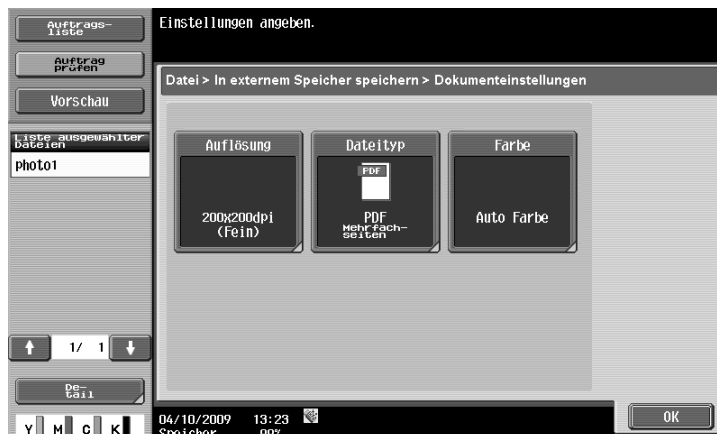 Auftrags-
liste
Auftrag
prüfen
Vorschau
Liste ausgewählter
Dateien
photo1
1/ 1
De-
tail
Y M C K
Einstellungen angeben.
Datei > In externem Speicher speichern > Dokumenteinstellungen
Auflösung
200x200dpi
(Fein)
Dateityp
PDF
PDF
Mehrfach-
seiten
Farbe
Auto Farbe
04/10/2009 13:23
Speicher 99%
OK